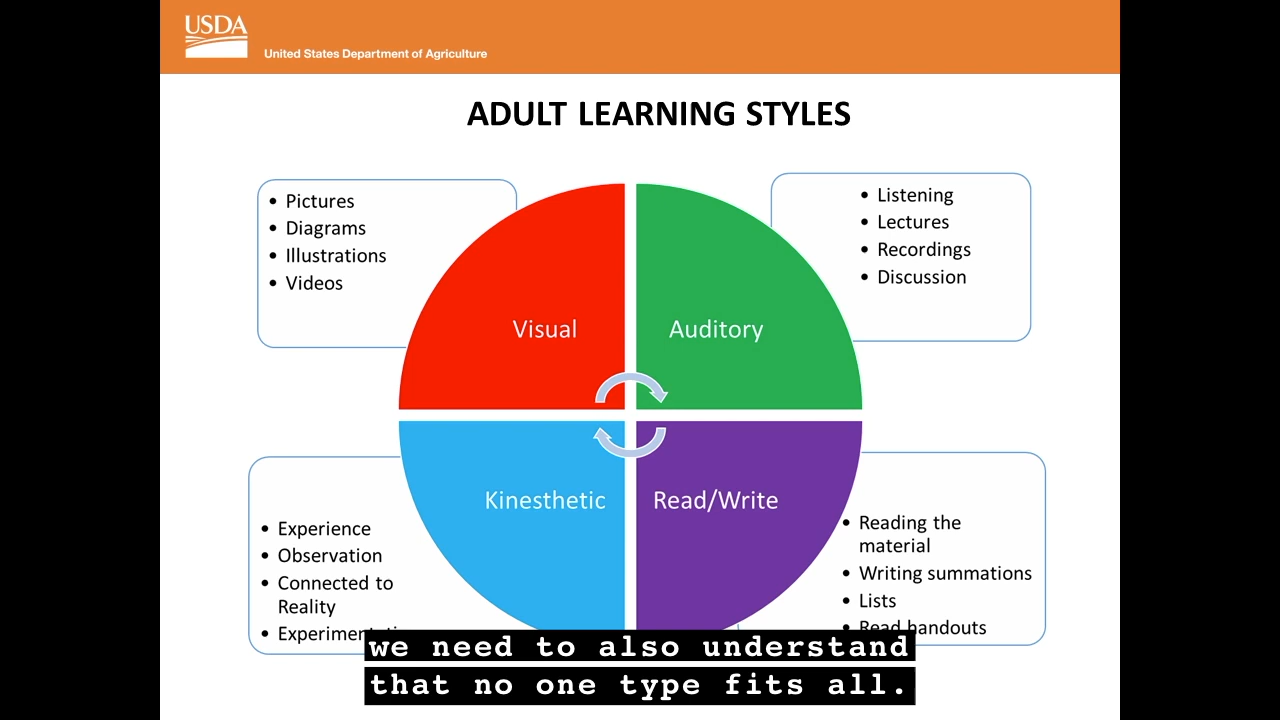 USDA
United States Department of Agriculture
ADULT LEARNING STYLES
• Pictures
• Diagrams
• Illustrations
• Videos
• Listening
• Lectures
• Recordings
• Discussion
Visual
Auditory
Kinesthetic
Read/Write
• Experience
• Observation
• Connected to
Reality
•
• Reading the
material
• Writing summations
• Lists
• Read handouts
we need to also understand
that no one type fits all.